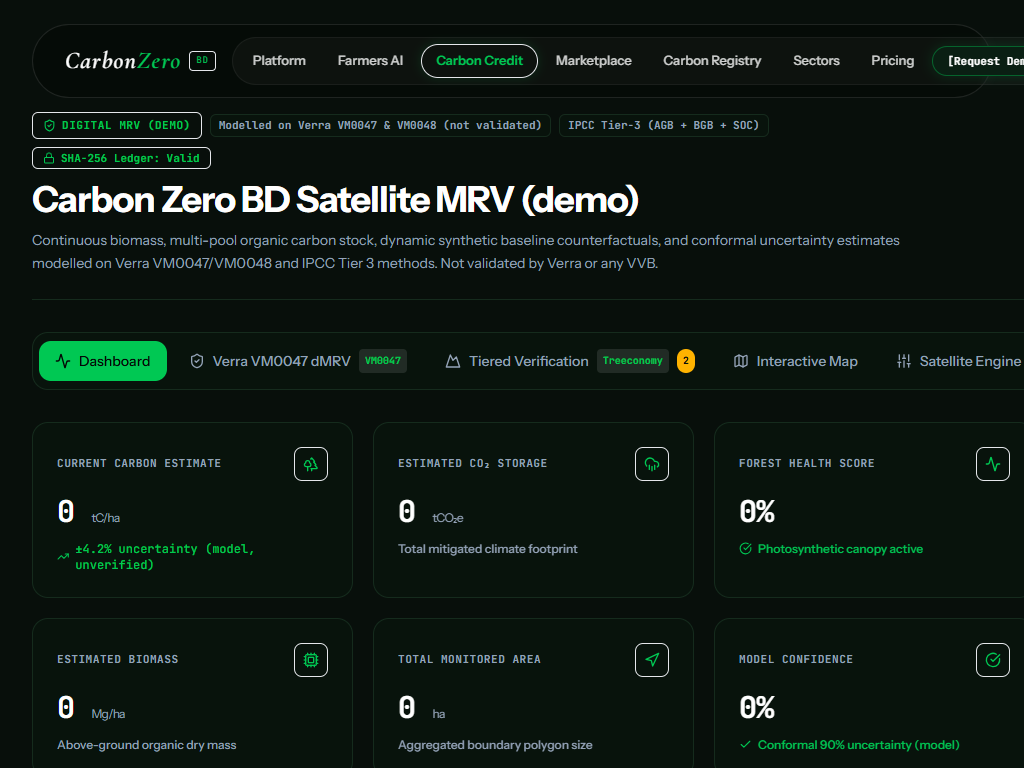 CarbonZero BD Platform Farmers AI Carbon Credit Marketplace Carbon Registry Sectors Pricing
DIGITAL MRV (DEMO) Modelled on Verra VM0047 & VM0048 (not validated) IPCC Tier-3 (AGB + BGB + SOC)
SHA-256 Ledger: Valid
Carbon Zero BD Satellite MRV (demo)
Continuous biomass, multi-pool organic carbon stock, dynamic synthetic baseline counterfactuals, and conformal uncertainty estimates
modelled on Verra VM0047/VM0048 and IPCC Tier 3 methods. Not validated by Verra or any VVB.
Dashboard Verra VM0047 dMRV VM0047 Tiered Verification Treeconomy 2 Interactive Map Satellite Engine
CURRENT CARBON ESTIMATE
0 tC/ha
±4.2% uncertainty (model,
unverified)
ESTIMATED CO₂ STORAGE
0 tCO₂e
Total mitigated climate footprint
FOREST HEALTH SCORE
0%
Photosynthetic canopy active
ESTIMATED BIOMASS
0 Mg/ha
Above-ground organic dry mass
TOTAL MONITORED AREA
0 ha
Aggregated boundary polygon size
MODEL CONFIDENCE
0%
Conformal 90% uncertainty (model)